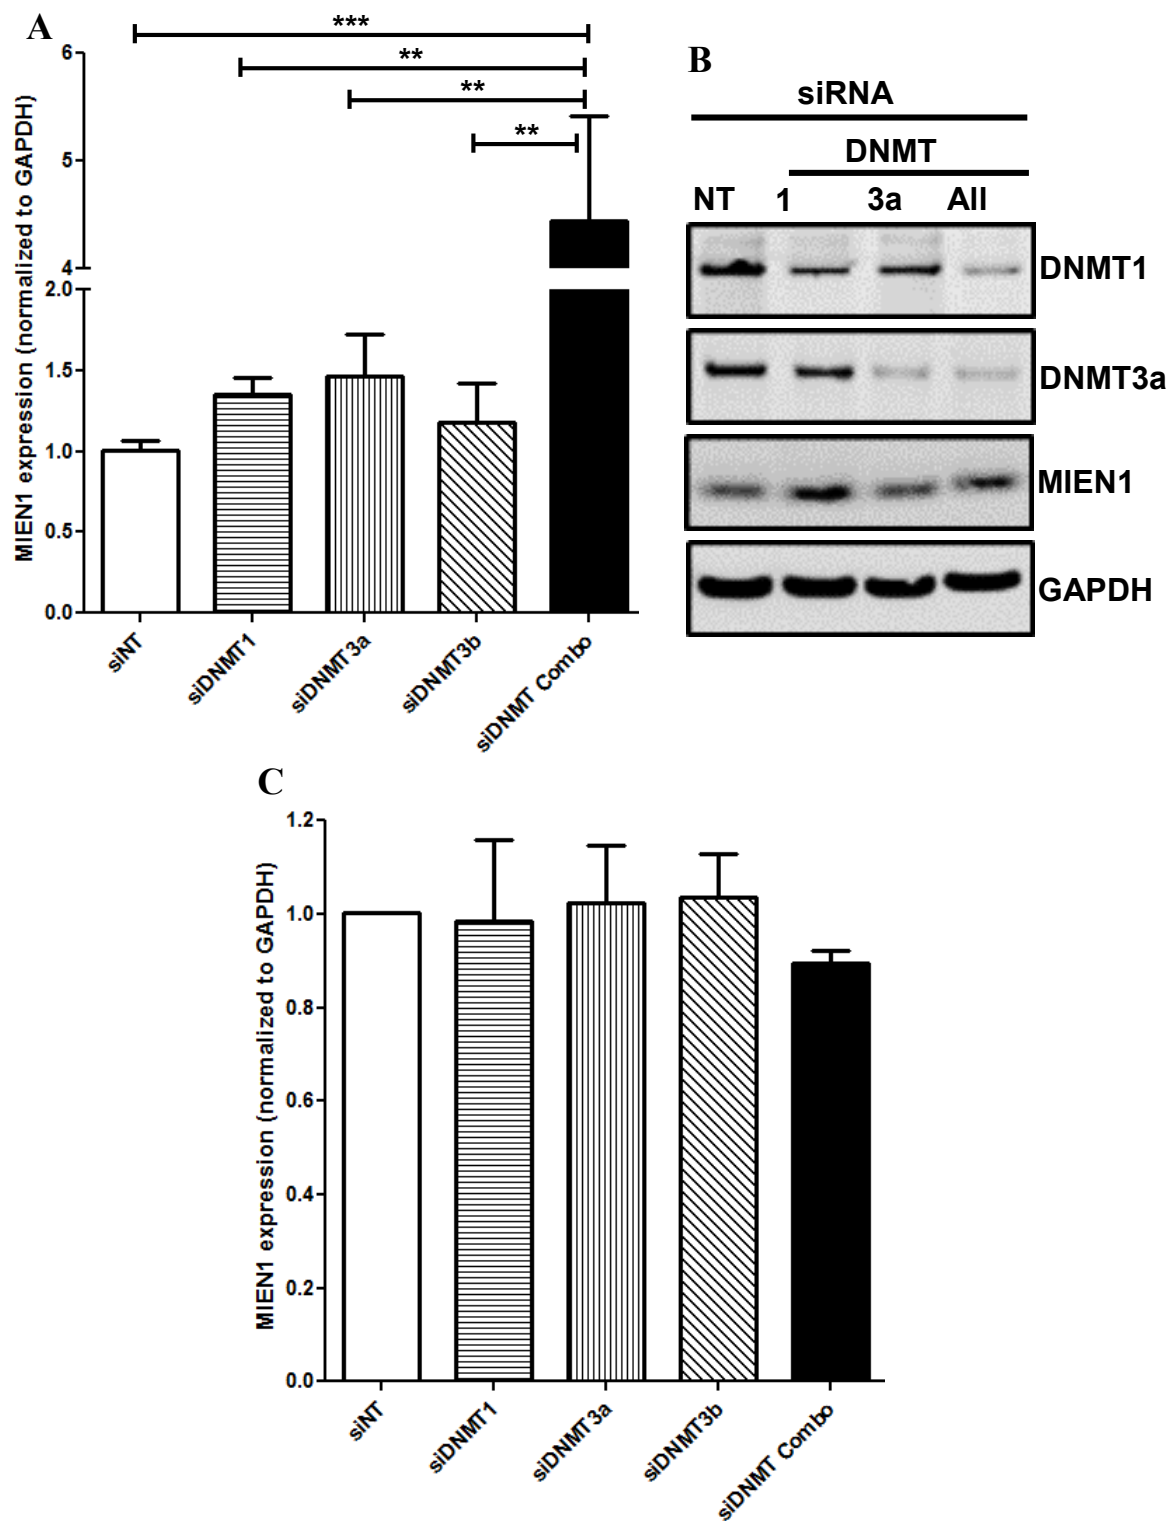 A
***
**
**
**
MIEN1 expression (normalized to GAPDH)
6
5
4
2.0
1.5
1.0
0.5
0.0
siNT
siDNMT1
siDNMT3a
siDNMT3b
siDNMT Combo
B
siRNA
DNMT
NT 1 3a All
DNMT1
DNMT3a
MIEN1
GAPDH
C
MIEN1 expression (normalized to GAPDH)
1.2
1.0
0.8
0.6
0.4
0.2
0.0
siNT
siDNMT1
siDNMT3a
siDNMT3b
siDNMT Combo